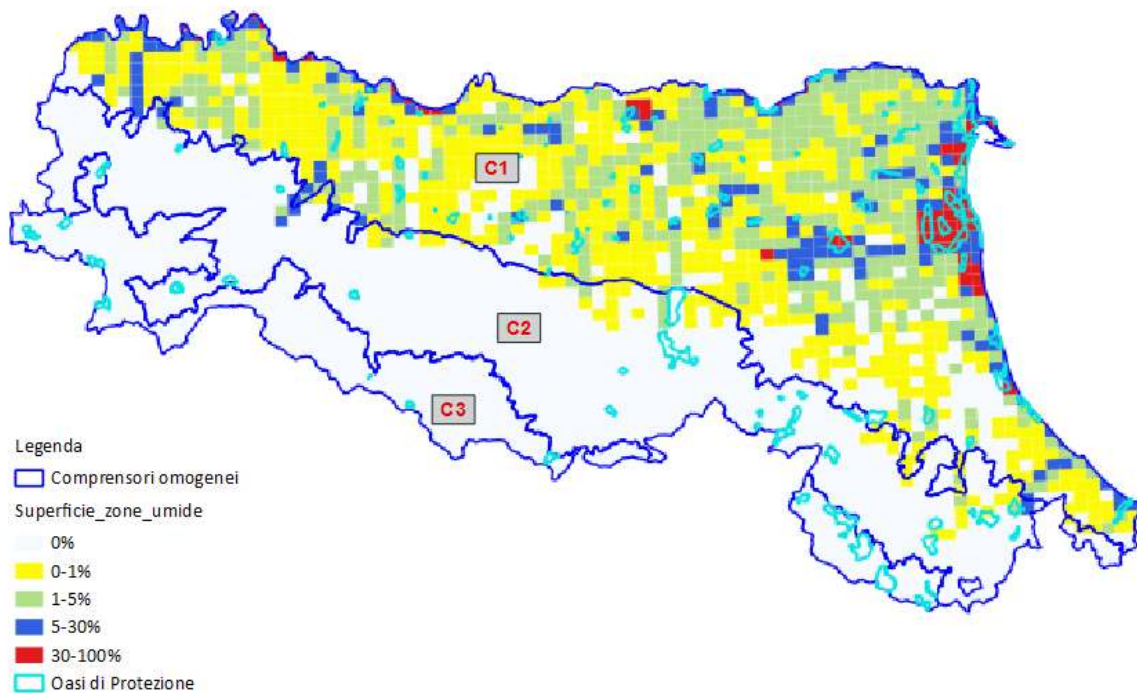 C1
C2
C3
Legenda
Comprensori omogenei
Superficie_zone_umide
0%
0-1%
1-5%
5-30%
30-100%
Oasi di Protezione